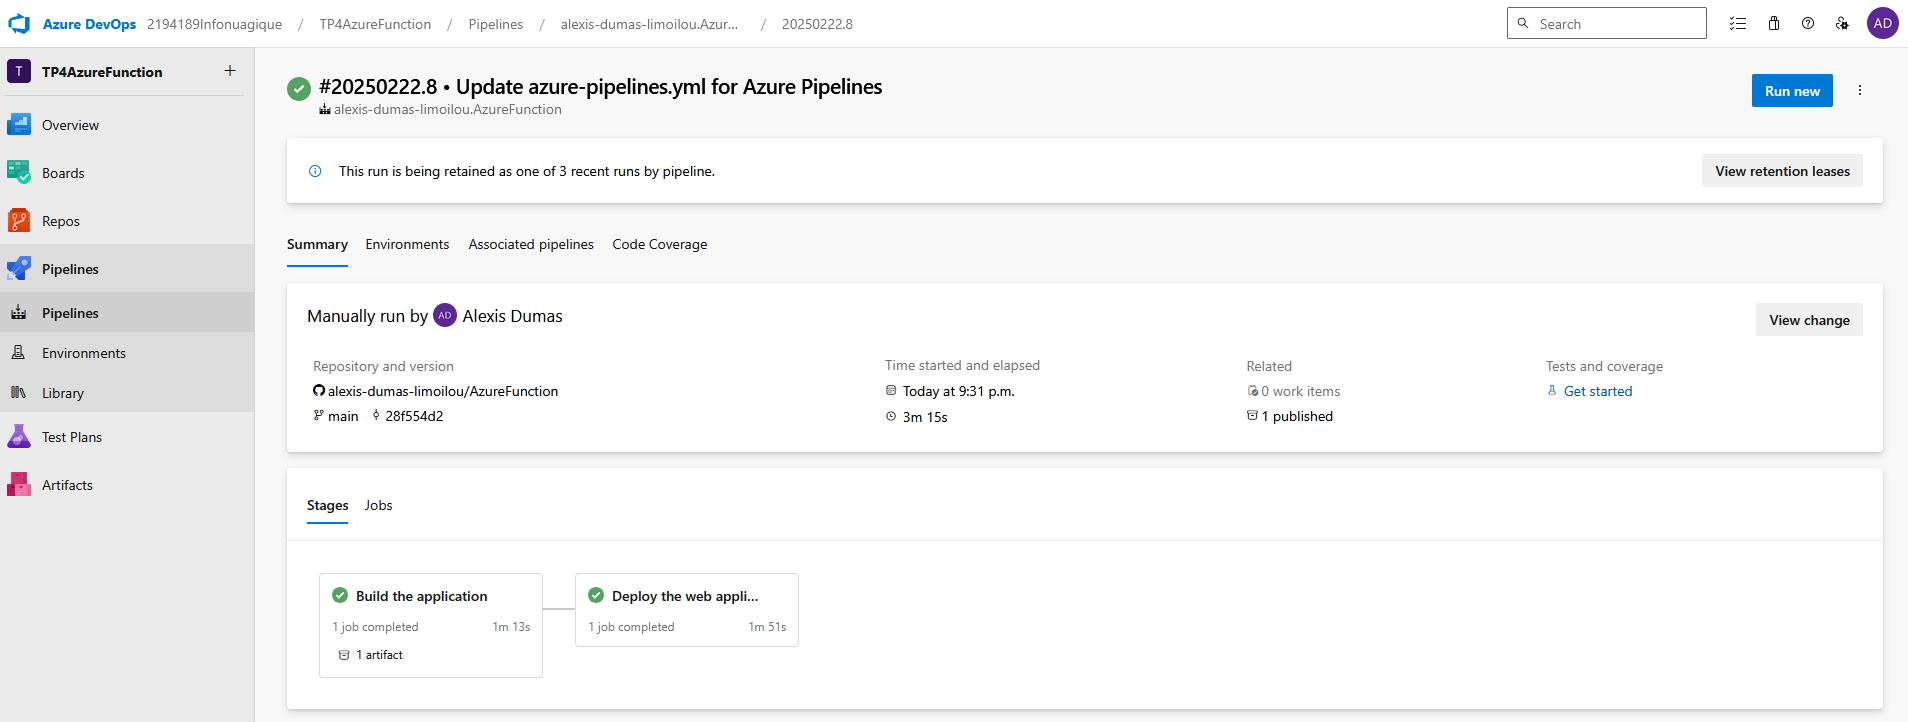 Azure DevOps 2194189Infonuagique / TP4AzureFunction / Pipelines / alexis-dumas-limoilou.Azur... / 20250222.8
Search
AD
T TP4AzureFunction +
Overview
Boards
Repos
Pipelines
Pipelines
Environments
Library
Test Plans
Artifacts
#20250222.8 • Update azure-pipelines.yml for Azure Pipelines
alexis-dumas-limoilou.AzureFunction
Run new
This run is being retained as one of 3 recent runs by pipeline.
View retention leases
Summary Environments Associated pipelines Code Coverage
Manually run by AD Alexis Dumas
View change
Repository and version
alexis-dumas-limoilou/AzureFunction
main 28f554d2
Time started and elapsed
Today at 9:31 p.m.
3m 15s
Related
0 work items
1 published
Tests and coverage
Get started
Stages Jobs
Build the application
1 job completed 1m 13s
1 artifact
Deploy the web appli...
1 job completed 1m 51s